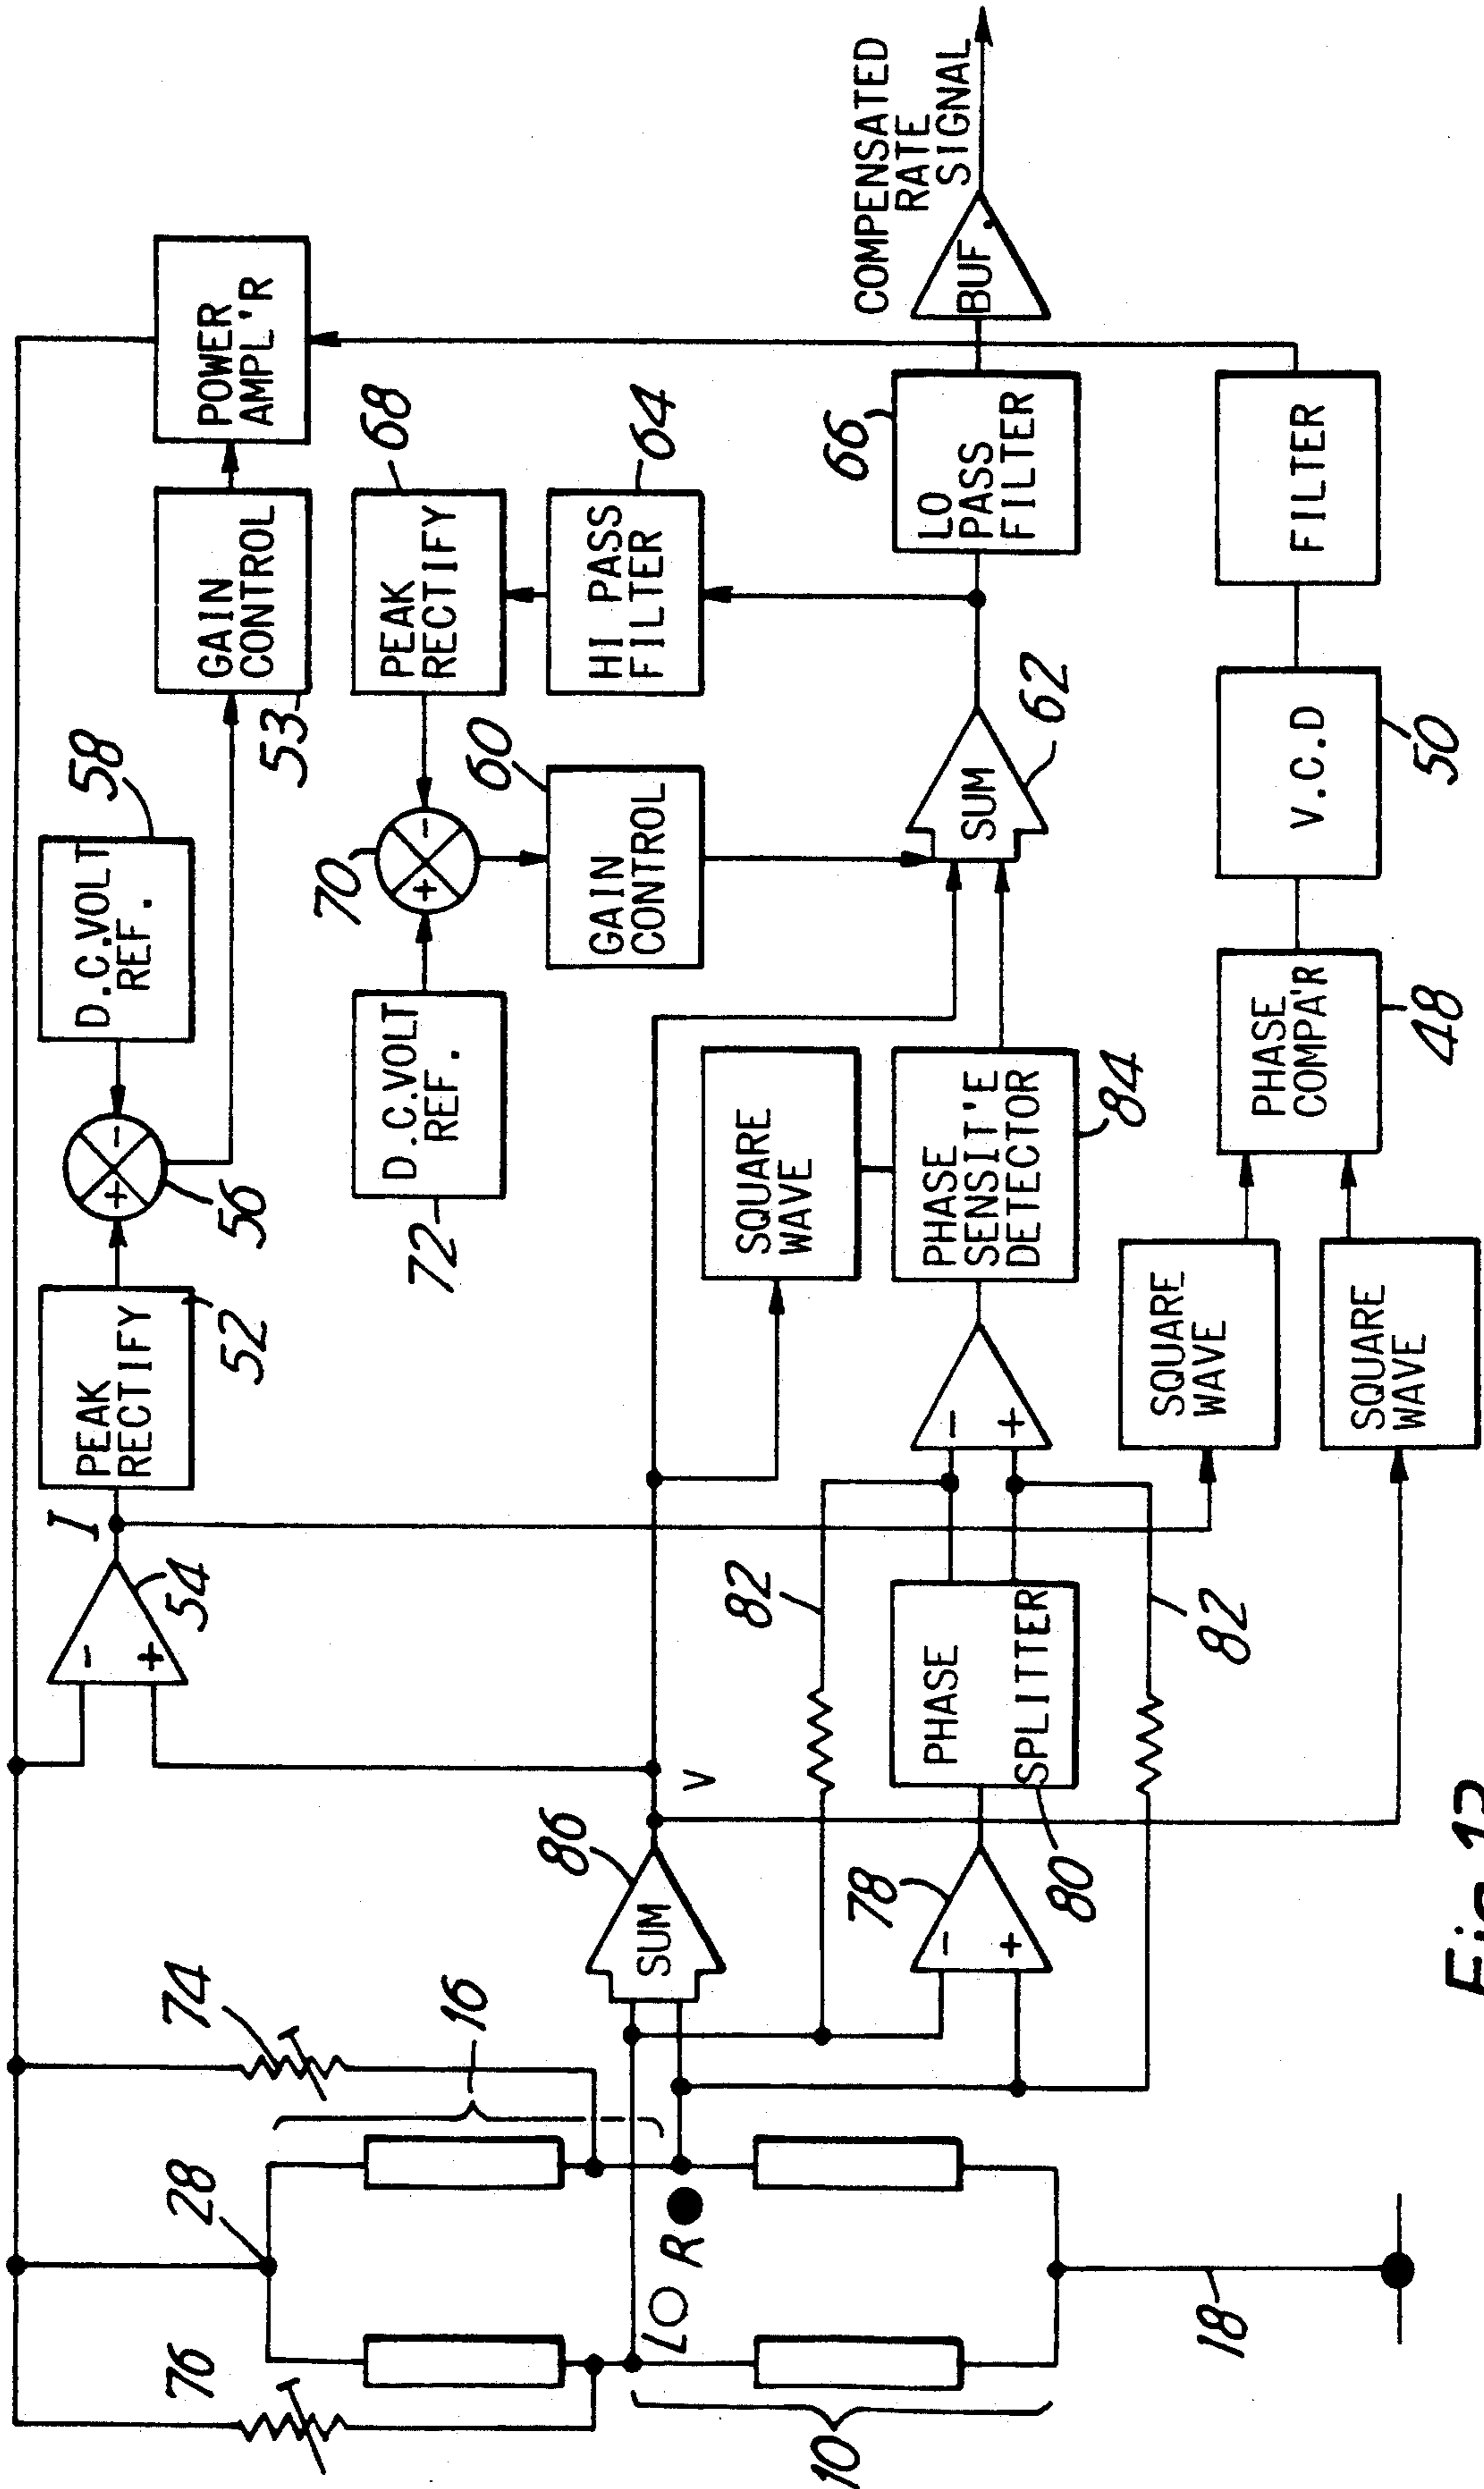 POWER
AMPL'R
GAIN
CONTROL
53
D.C.VOLT
REF.
58
+ -
56
PEAK
RECTIFY
52
I
54
-
+
PEAK
RECTIFY
68
HI PASS
FILTER
64
70
+ -
60
GAIN
CONTROL
D.C.VOLT
REF.
72
SQUARE
WAVE
COMPENSATED
RATE
SIGNAL
BUF
66
LO
PASS
FILTER
SUM
62
PHASE
SENSIT'E
DETECTOR
84
-
+
82
82
PHASE
SPLITTER
80
78
-
+
86
SUM
V
74
76
28
16
L
R
10
18
FILTER
V.C.D
50
PHASE
COMPA'R
48
SQUARE
WAVE
SQUARE
WAVE
Fig.12